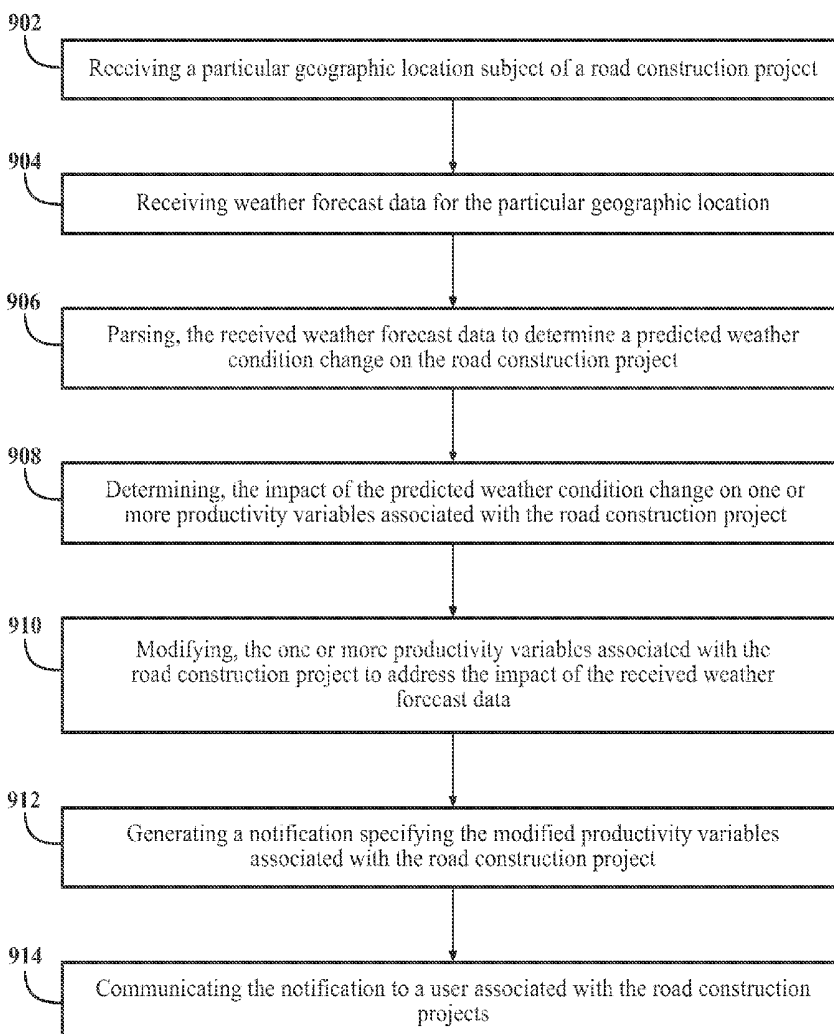 902
Receiving a particular geographic location subject of a road construction project
904
Receiving weather forecast data for the particular geographic location
906
Parsing, the received weather forecast data to determine a predicted weather
condition change on the road construction project
908
Determining, the impact of the predicted weather condition change on one or
more productivity variables associated with the road construction project
910
Modifying, the one or more productivity variables associated with the
road construction project to address the impact of the received weather
forecast data
912
Generating a notification specifying the modified productivity variables
associated with the road construction project
914
Communicating the notification to a user associated with the road construction
projects